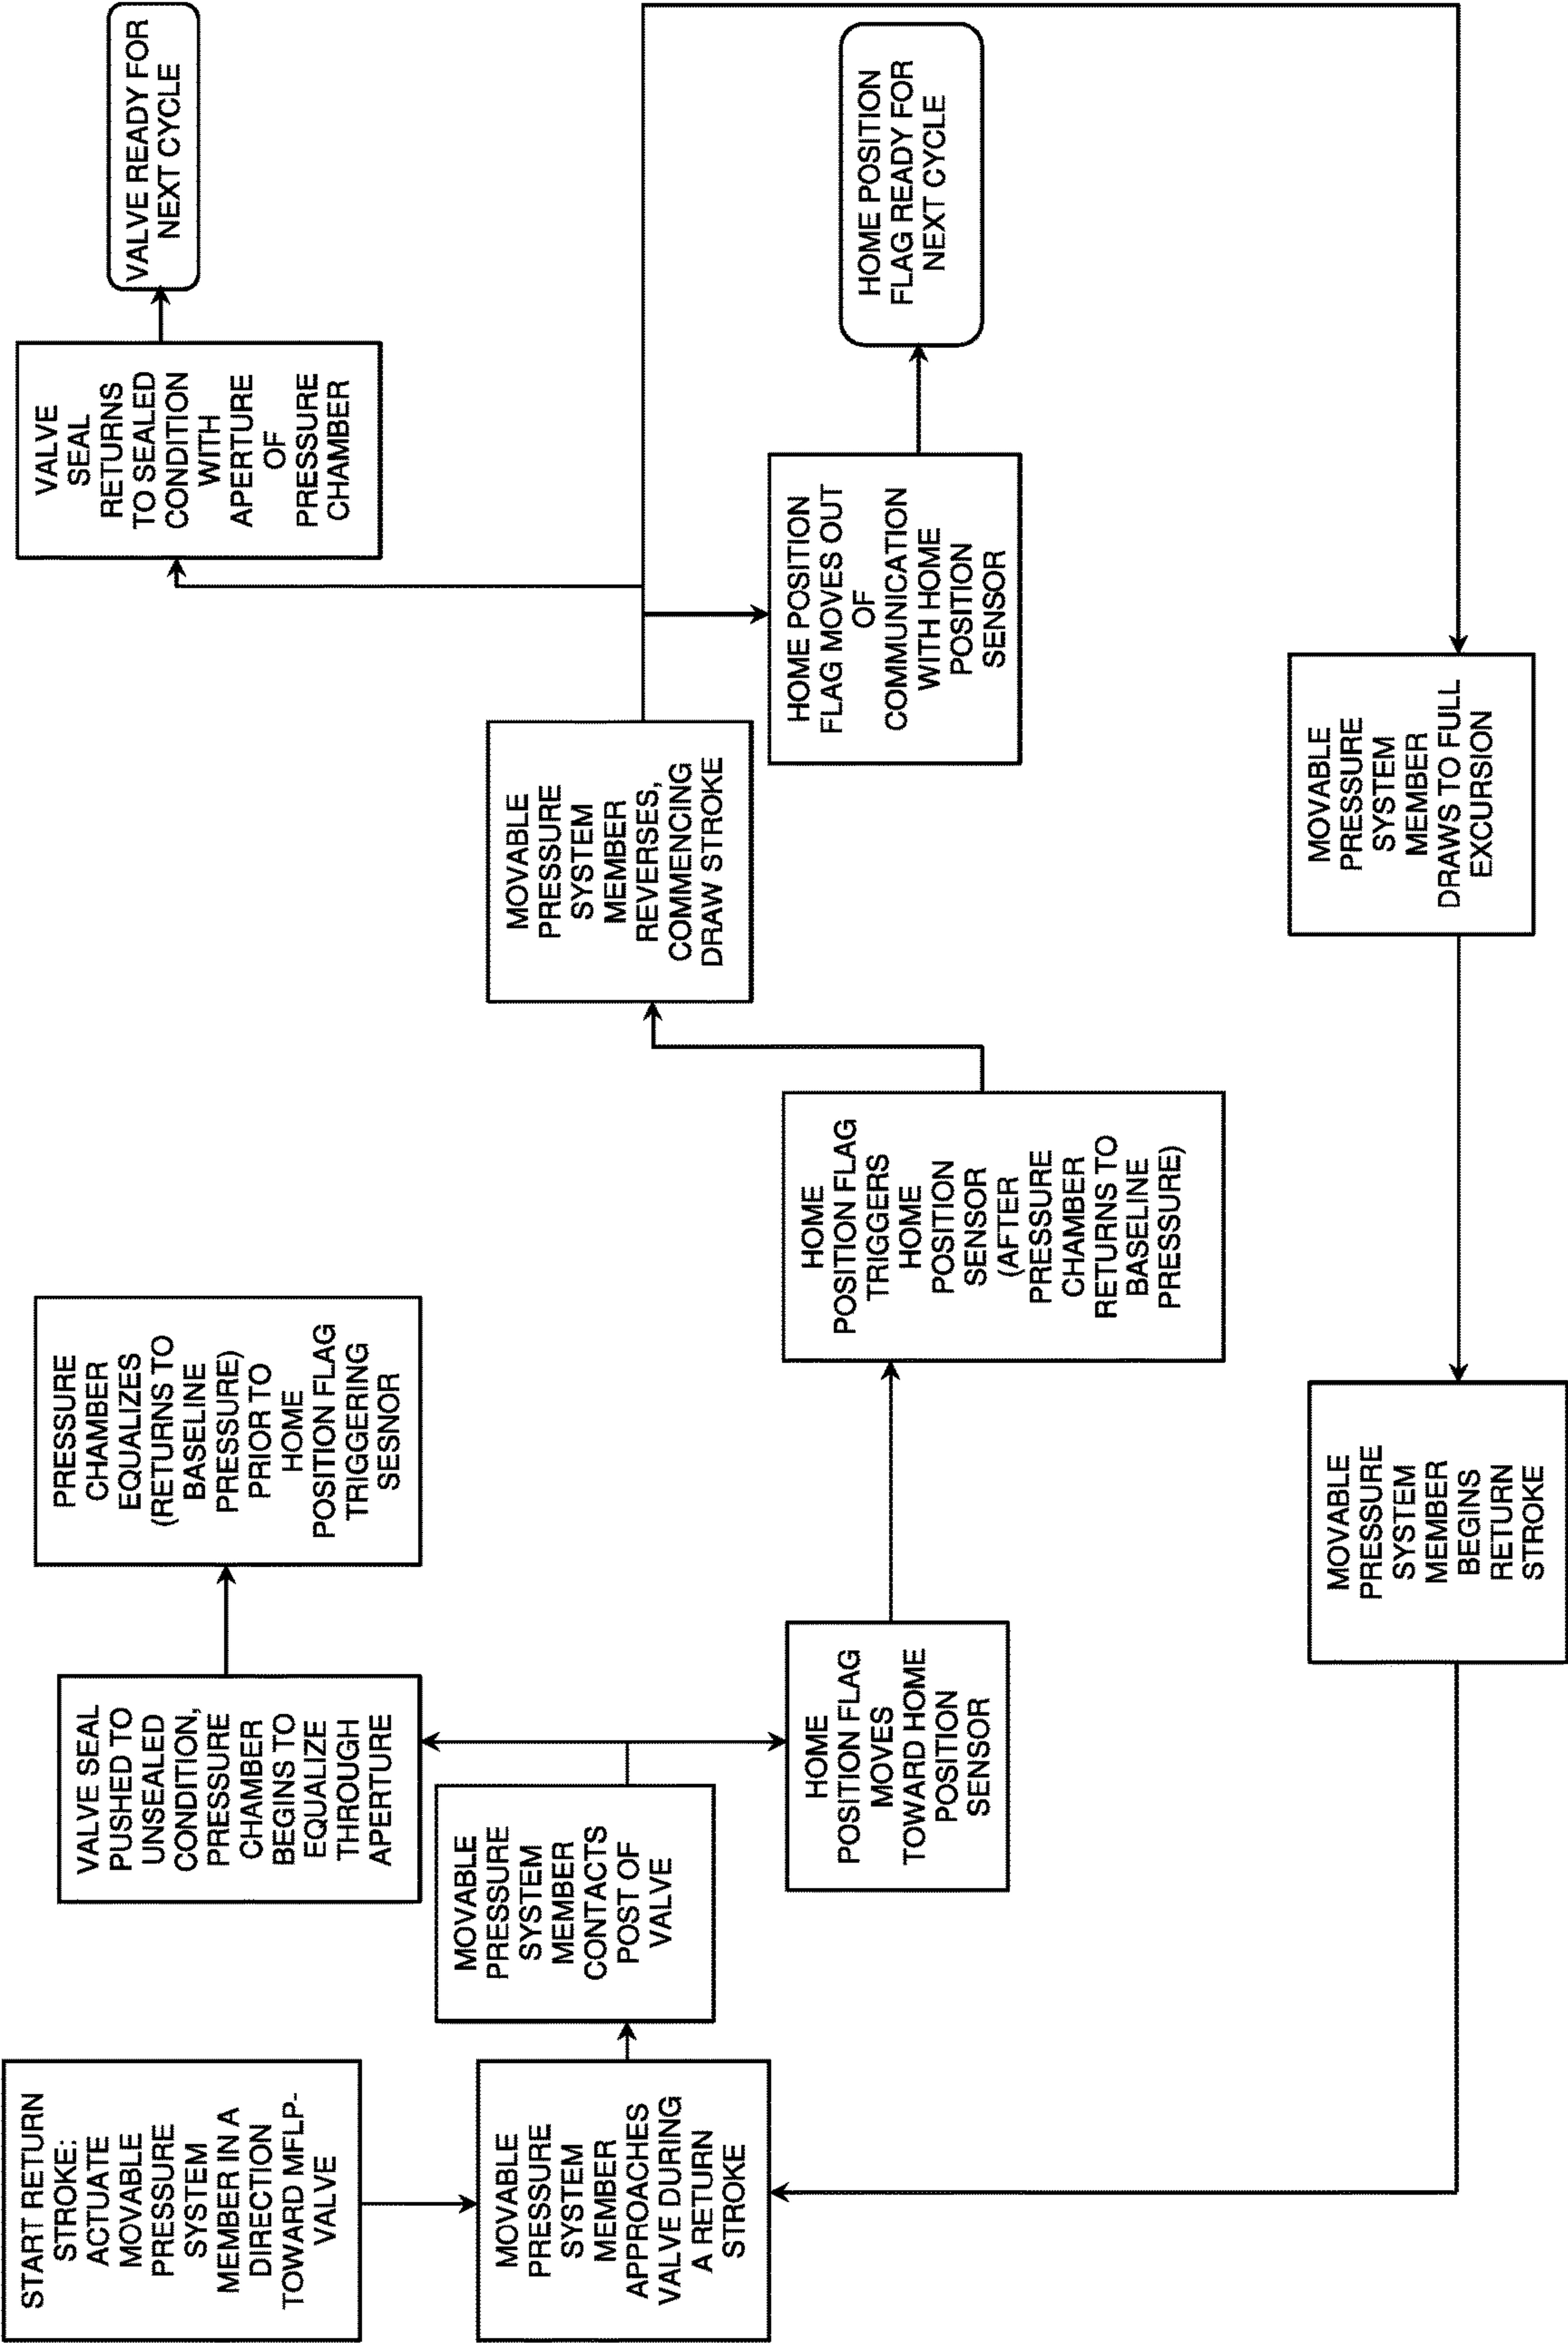 START RETURN
STROKE:
ACTUATE
MOVABLE
PRESSURE
SYSTEM
MEMBER IN A
DIRECTION
TOWARD MFLP-
VALVE
MOVABLE
PRESSURE
SYSTEM
MEMBER
APPROACHES
VALVE DURING
A RETURN
STROKE
MOVABLE
PRESSURE
SYSTEM
MEMBER
CONTACTS
POST OF
VALVE
VALVE SEAL
PUSHED TO
UNSEALED
CONDITION,
PRESSURE
CHAMBER
BEGINS TO
EQUALIZE
THROUGH
APERTURE
PRESSURE
CHAMBER
EQUALIZES
(RETURNS TO
BASELINE
PRESSURE)
PRIOR TO
HOME
POSITION FLAG
TRIGGERING
SESNOR
HOME
POSITION FLAG
MOVES
TOWARD HOME
POSITION
SENSOR
HOME
POSITION FLAG
TRIGGERS
HOME
POSITION
SENSOR
(AFTER
PRESSURE
CHAMBER
RETURNS TO
BASELINE
PRESSURE)
MOVABLE
PRESSURE
SYSTEM
MEMBER
REVERSES,
COMMENCING
DRAW STROKE
VALVE
SEAL
RETURNS
TO SEALED
CONDITION
WITH
APERTURE
OF
PRESSURE
CHAMBER
VALVE READY FOR
NEXT CYCLE
HOME POSITION
FLAG MOVES OUT
OF
COMMUNICATION
WITH HOME
POSITION
SENSOR
HOME POSITION
FLAG READY FOR
NEXT CYCLE
MOVABLE
PRESSURE
SYSTEM
MEMBER
DRAWS TO FULL
EXCURSION
MOVABLE
PRESSURE
SYSTEM
MEMBER
BEGINS
RETURN
STROKE